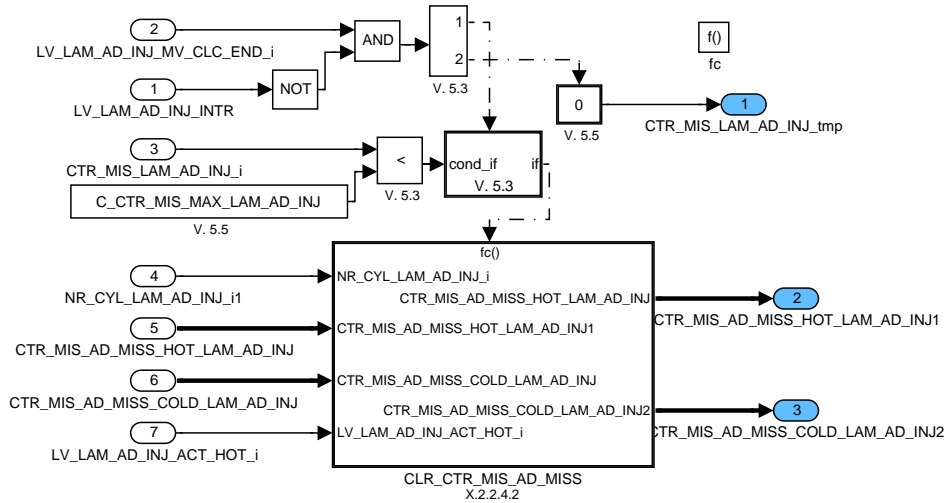 2
LV_LAM_AD_INJ_MV_CLC_END_i
AND
1
2
V. 5.3
f()
fc
1
LV_LAM_AD_INJ_INTR
NOT
0
V. 5.5
1
CTR_MIS_LAM_AD_INJ_tmp
3
CTR_MIS_LAM_AD_INJ_i
<
V. 5.3
cond_if
if
V. 5.3
C_CTR_MIS_MAX_LAM_AD_INJ
V. 5.5
fc()
4
NR_CYL_LAM_AD_INJ_i1
NR_CYL_LAM_AD_INJ_i
CTR_MIS_AD_MISS_HOT_LAM_AD_INJ
2
CTR_MIS_AD_MISS_HOT_LAM_AD_INJ1
5
CTR_MIS_AD_MISS_HOT_LAM_AD_INJ
CTR_MIS_AD_MISS_HOT_LAM_AD_INJ1
6
CTR_MIS_AD_MISS_COLD_LAM_AD_INJ
CTR_MIS_AD_MISS_COLD_LAM_AD_INJ
CTR_MIS_AD_MISS_COLD_LAM_AD_INJ2
3
CTR_MIS_AD_MISS_COLD_LAM_AD_INJ2
7
LV_LAM_AD_INJ_ACT_HOT_i
LV_LAM_AD_INJ_ACT_HOT_i
CLR_CTR_MIS_AD_MISS
X.2.2.4.2